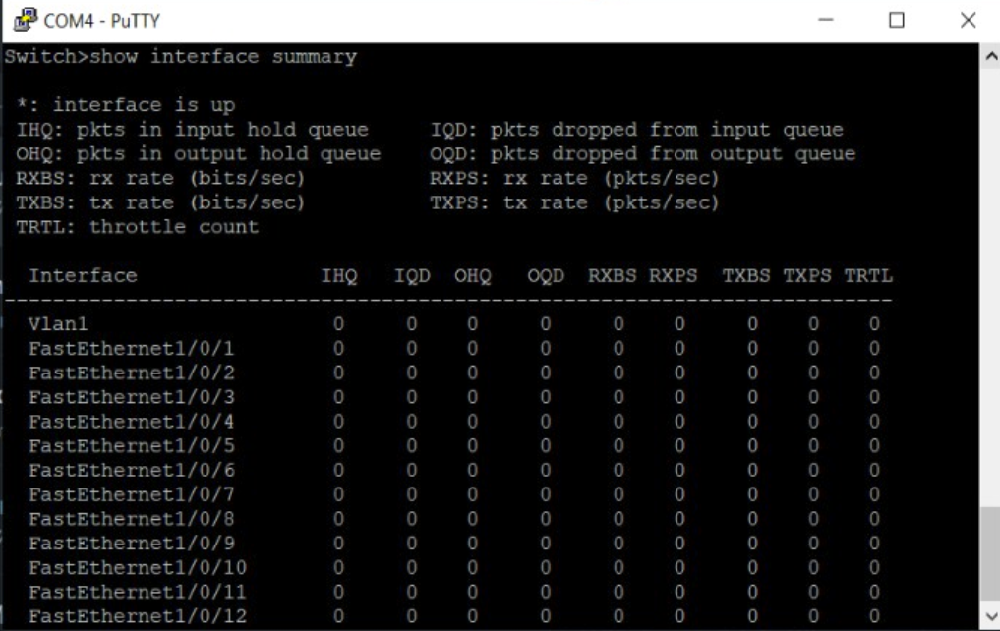 COM4 - PuTTY
Switch>show interface summary
*: interface is up
IHQ: pkts in input hold queue     IQD: pkts dropped from input queue
OHQ: pkts in output hold queue    OQD: pkts dropped from output queue
RXBS: rx rate (bits/sec)          RXPS: rx rate (pkts/sec)
TXBS: tx rate (bits/sec)          TXPS: tx rate (pkts/sec)
TRTL: throttle count
Interface               IHQ   IQD  OHQ   OQD  RXBS RXPS  TXBS TXPS TRTL
-------------------------------------------------------------------------
Vlan1                    0     0    0     0     0    0     0    0    0
FastEthernet1/0/1        0     0    0     0     0    0     0    0    0
FastEthernet1/0/2        0     0    0     0     0    0     0    0    0
FastEthernet1/0/3        0     0    0     0     0    0     0    0    0
FastEthernet1/0/4        0     0    0     0     0    0     0    0    0
FastEthernet1/0/5        0     0    0     0     0    0     0    0    0
FastEthernet1/0/6        0     0    0     0     0    0     0    0    0
FastEthernet1/0/7        0     0    0     0     0    0     0    0    0
FastEthernet1/0/8        0     0    0     0     0    0     0    0    0
FastEthernet1/0/9        0     0    0     0     0    0     0    0    0
FastEthernet1/0/10       0     0    0     0     0    0     0    0    0
FastEthernet1/0/11       0     0    0     0     0    0     0    0    0
FastEthernet1/0/12       0     0    0     0     0    0     0    0    0